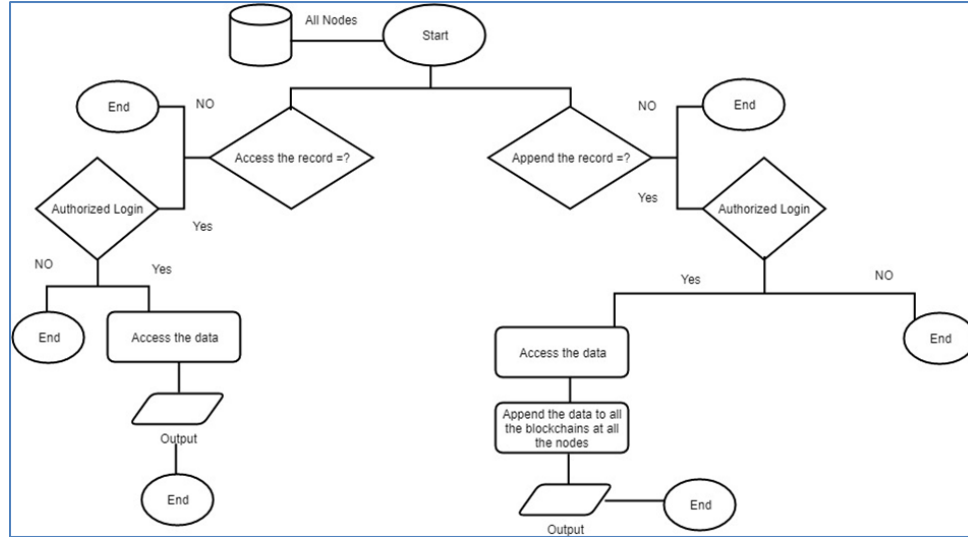 All Nodes
Start
End
NO
NO
End
Access the record =?
Append the record =?
Authorized Login
Yes
Yes
Authorized Login
NO
Yes
Yes
NO
End
Access the data
Access the data
End
Output
Append the data to all
the blockchains at all
the nodes
End
End
Output